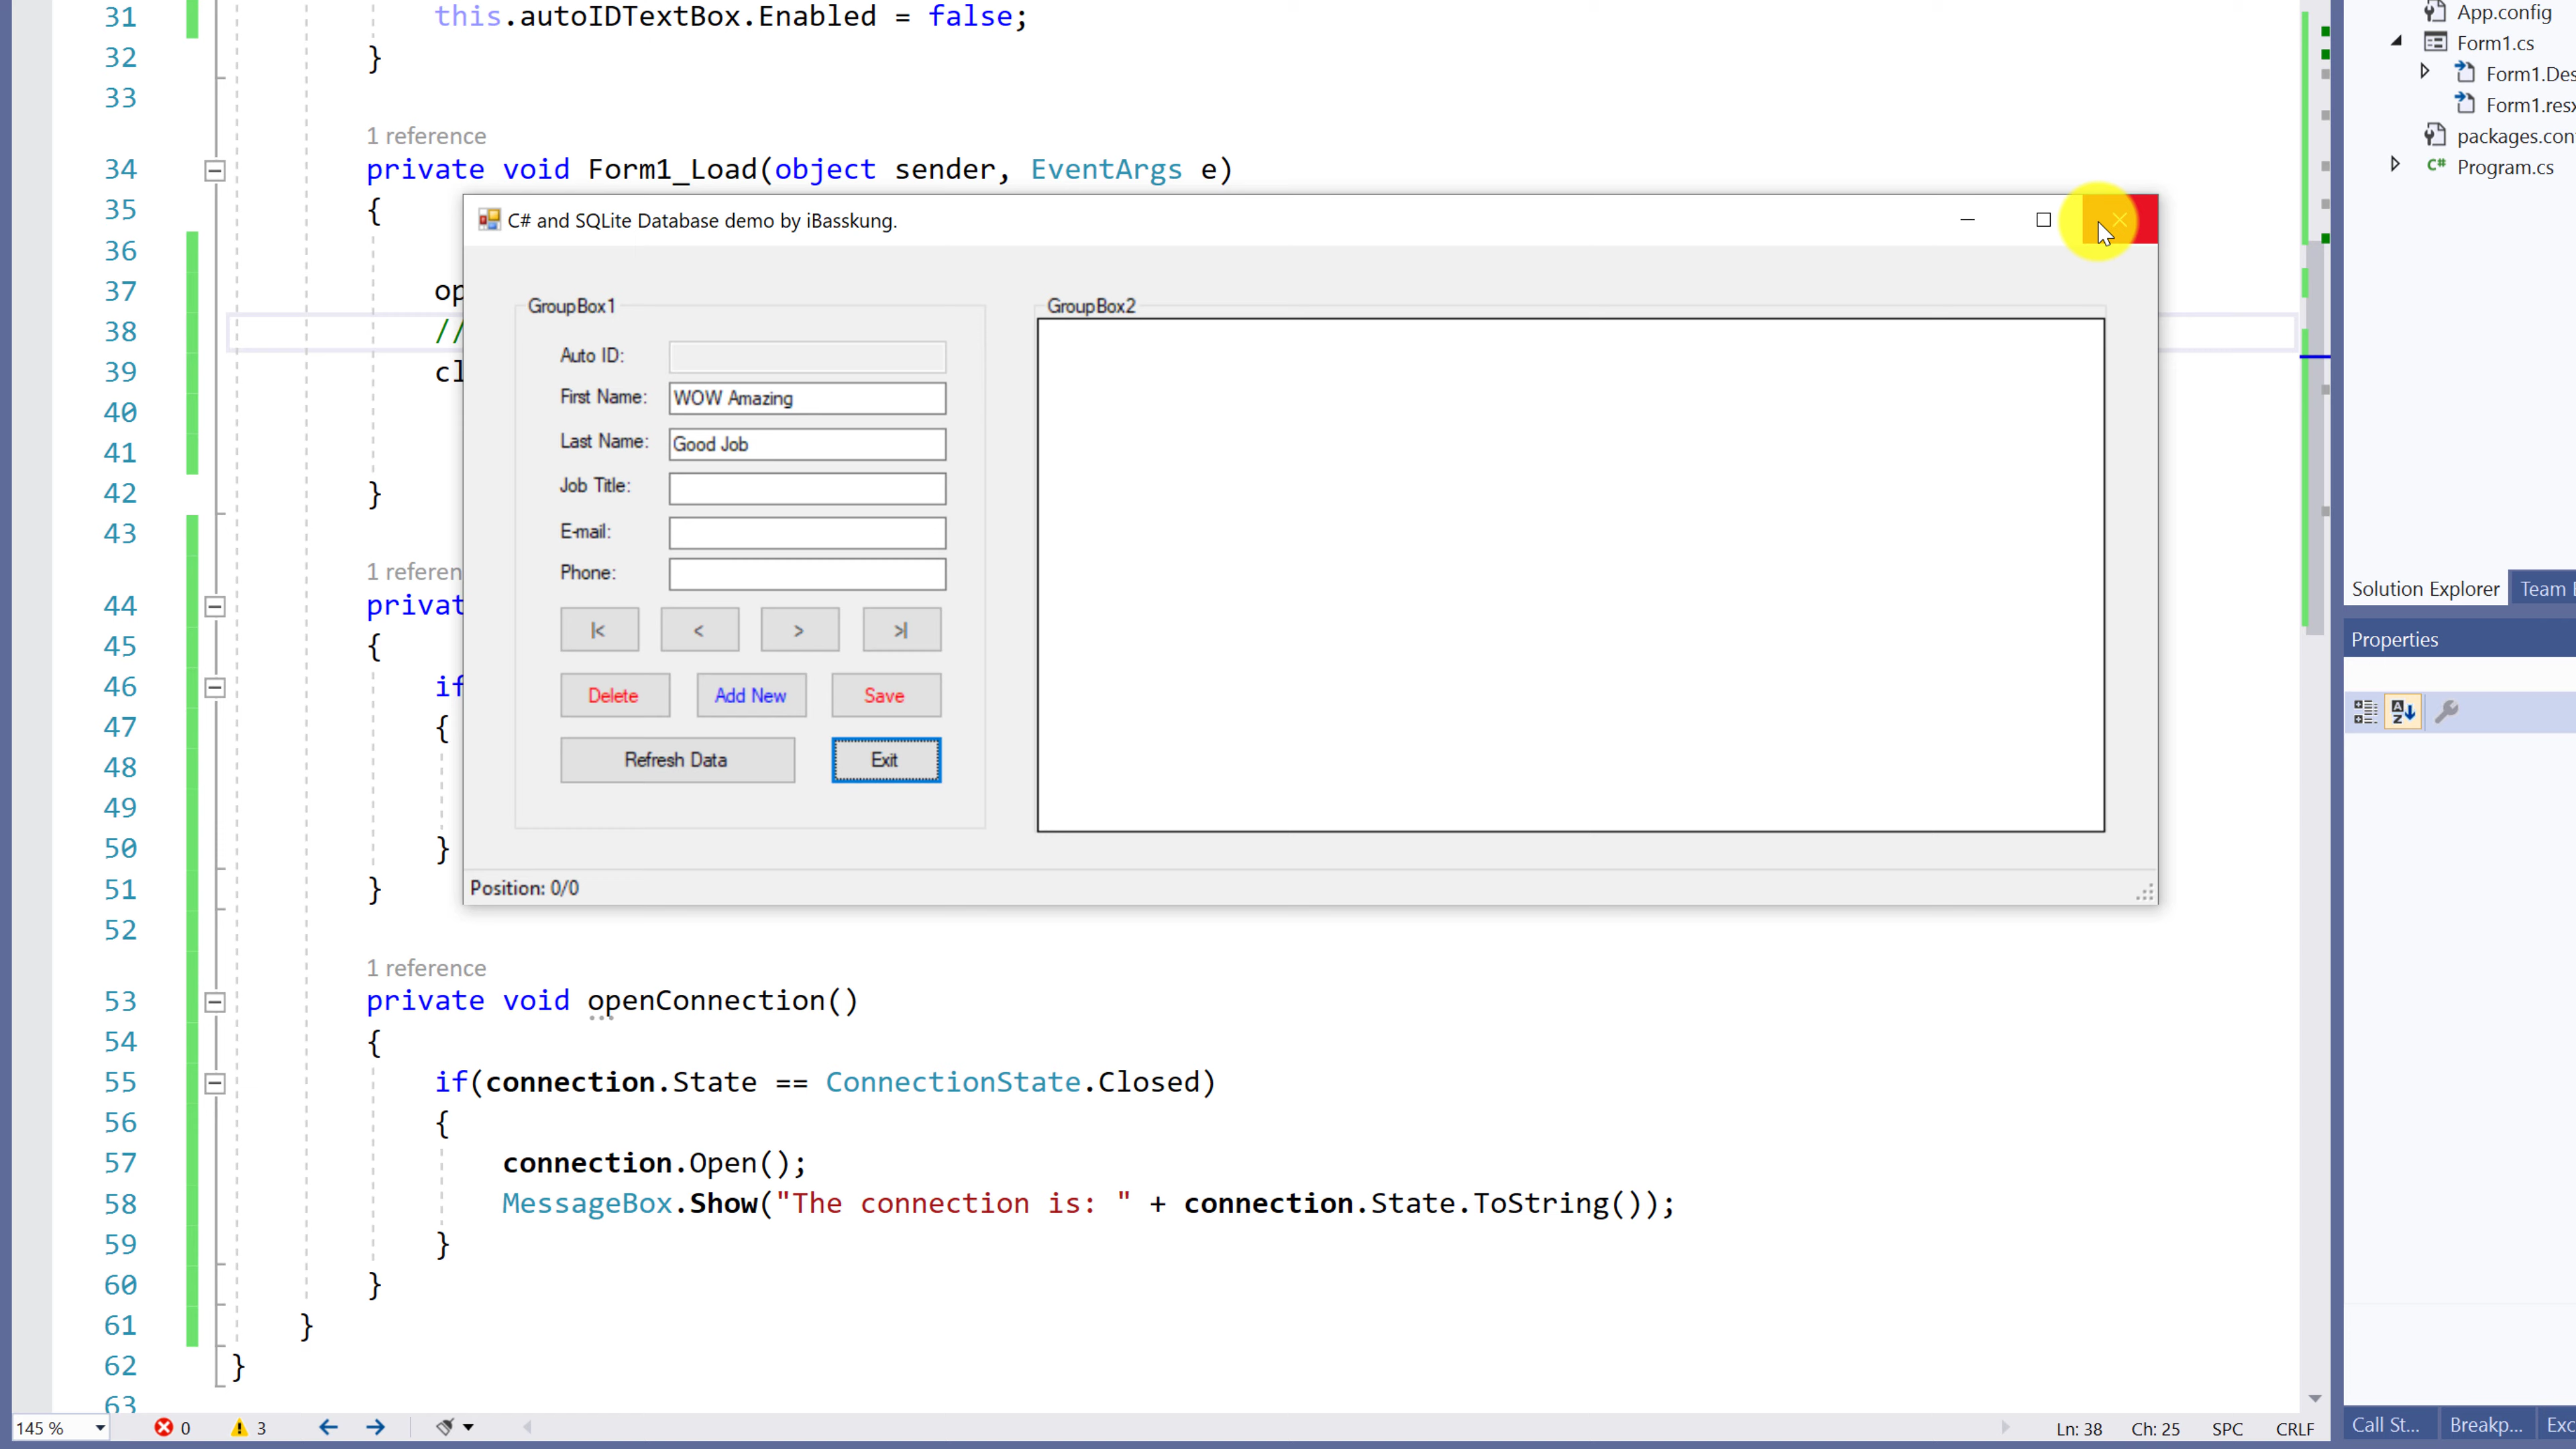 31 this.autoIDTextBox.Enabled = false;
32 }
33
1 reference
34 private void Form1_Load(object sender, EventArgs e)
35 {
36
37 op
38 //
39 cl
40
41
42 }
43
1 referen
44 privat
45 {
46 if
47 {
48
49
50 }
51 }
52
1 reference
53 private void openConnection()
54 {
55 if(connection.State == ConnectionState.Closed)
56 {
57 connection.Open();
58 MessageBox.Show("The connection is: " + connection.State.ToString());
59 }
60 }
61 }
62 }
63
C# and SQLite Database demo by iBasskung.
GroupBox1
Auto ID:
First Name: WOW Amazing
Last Name: Good Job
Job Title:
E-mail:
Phone:
|< < > >|
Delete Add New Save
Refresh Data Exit
GroupBox2
Position: 0/0
App.config
Form1.cs
Form1.Des
Form1.resx
packages.con
C# Program.cs
Solution Explorer Team
Properties
145 % 0 3 Ln: 38 Ch: 25 SPC CRLF
Call St... Breakp... Exc